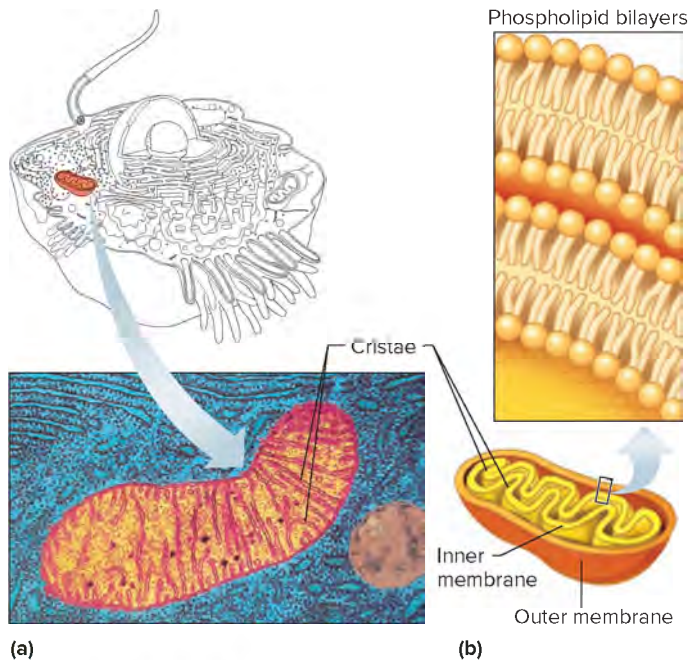 Phospholipid bilayers
Cristae
Inner
membrane
Outer membrane
(a)
(b)